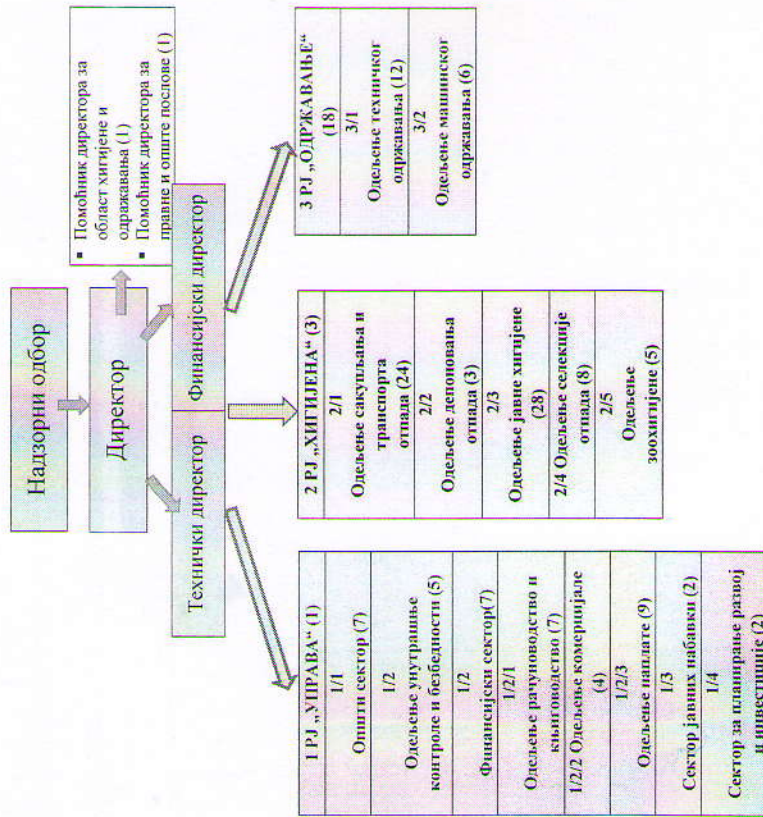 Надзорни одбор
Директор
▪ Помоћник директора за
област хигијене и
одражавања (1)
▪ Помоћник директора за
правне и опште послове (1)
Технички директор
Финансијски директор
1 РЈ „УПРАВА“ (1)
1/1
Општи сектор (7)
1/2
Одељење унутрашње
контроле и безбедности (5)
1/2
Финансијски сектор(7)
1/2/1
Одељење рачуноводство и
књиговодство (7)
1/2/2 Одељење комерцијале
(4)
1/2/3
Одељење наплате (9)
1/3
Сектор јавних набавки (2)
1/4
Сектор за планирање развој
и инвестиције (2)
2 РЈ „ХИГИЈЕНА“ (3)
2/1
Одељење сакупљања и
транспорта
отпада (24)
2/2
Одељење депоновања
отпада (3)
2/3
Одељење јавне хигијене
(28)
2/4 Одељење селекције
отпада (8)
2/5
Одељење
зоохигијене (5)
3 РЈ „ОДРЖАВАЊЕ“
(18)
3/1
Одељење техничког
одржавања (12)
3/2
Одељење машинског
одржавања (6)